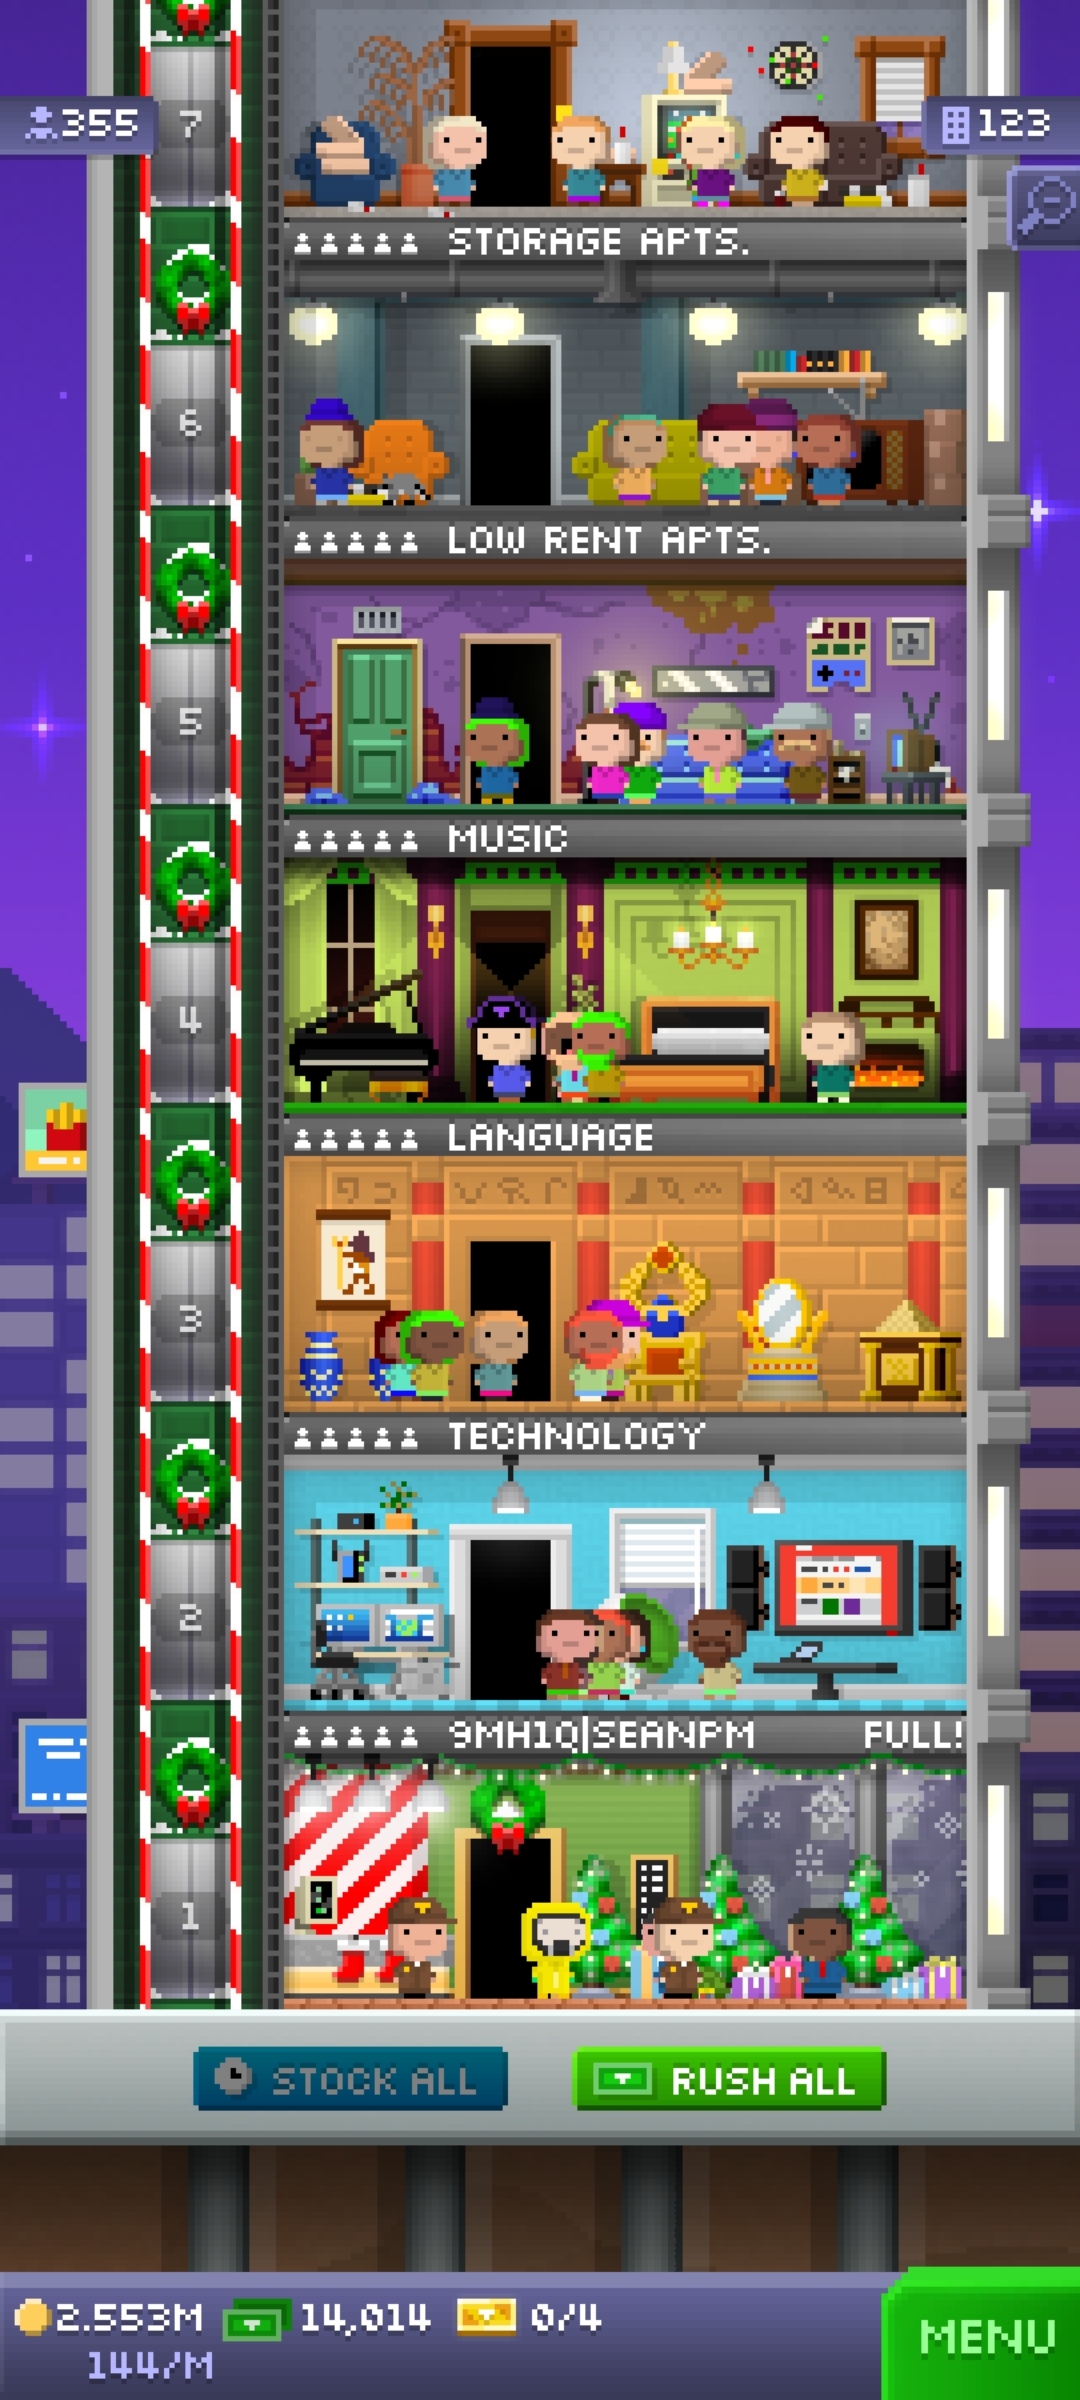 7
355
123
STORAGE APTS.
6
LOW RENT APTS.
5
MUSIC
4
LANGUAGE
3
TECHNOLOGY
2
9MH1Q|SEANPM FULL!
1
STOCK ALL
RUSH ALL
2.553M 14,014 0/4
144/M
MENU